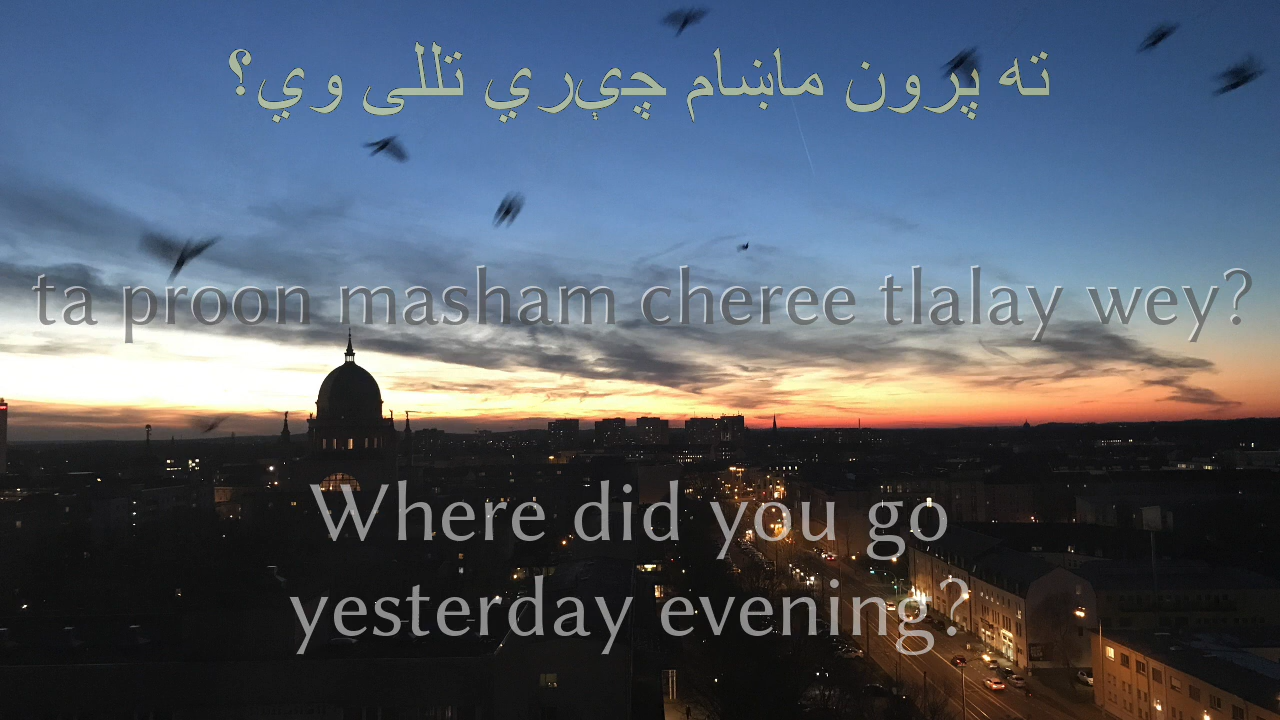 ته پرون ماښام چېرې تللی وې؟
ta proon masham cheree tlalay wey?
Where did you go
yesterday evening?